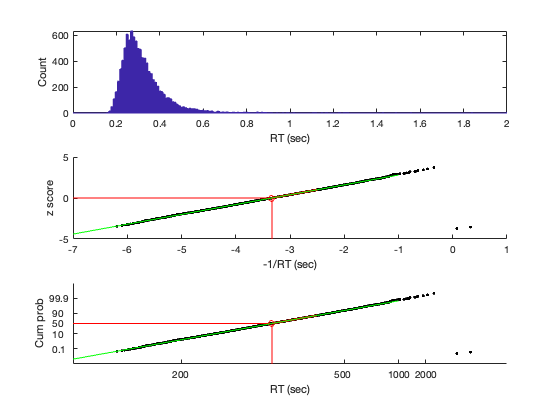 600
400
200
0
Count
0 0.2 0.4 0.6 0.8 1 1.2 1.4 1.6 1.8 2
RT (sec)
5
0
-5
z score
-7 -6 -5 -4 -3 -2 -1 0 1
-1/RT (sec)
99.9
90
50
10
0.1
Cum prob
200 500 1000 2000
RT (sec)